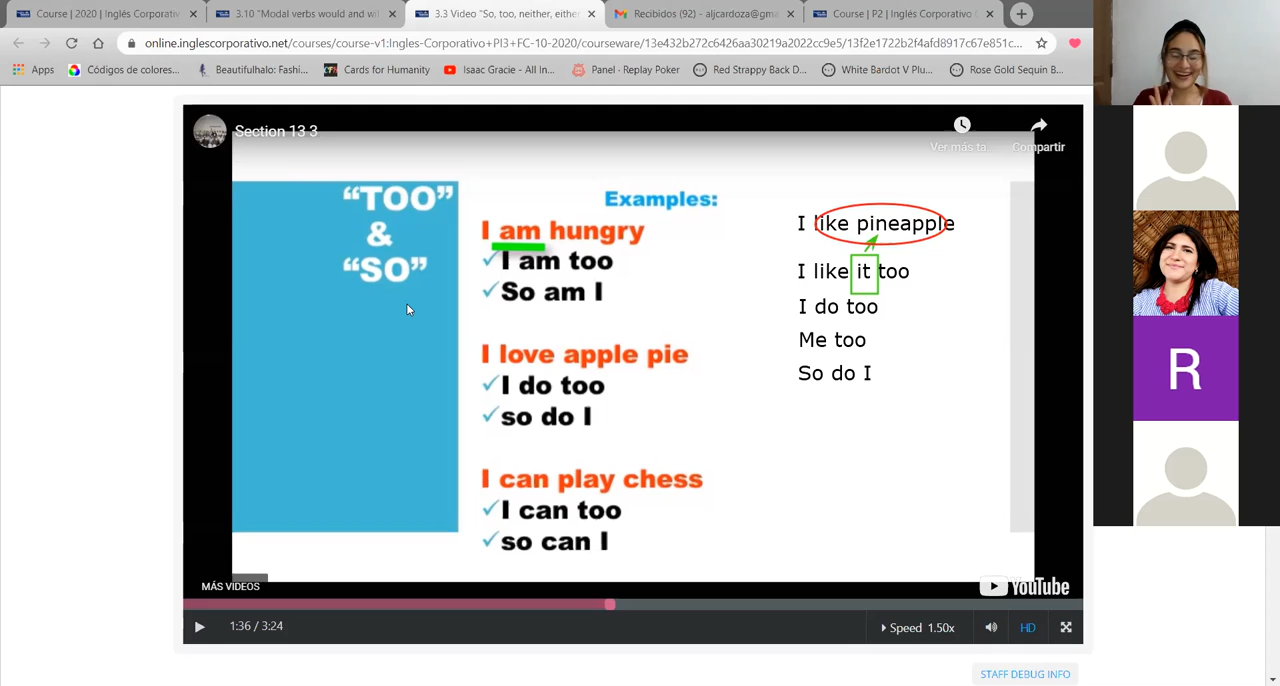 Course | 2020 | Inglés Corporativ
3.10 "Modal verbs would and wil
3.3 Video "So, too, neither, eithe
Recibidos (92) - aljcardoza@gma
Course | P2 | Inglés Corporativo
online.inglescorporativo.net/courses/course-v1:Ingles-Corporativo+PI3+FC-10-2020/courseware/13e432b272c6426aa30219a2022cc9e5/13f2e1722b2f4afd8917c67e851c...
Apps
Códigos de colores...
Beautifulhalo: Fashi...
Cards for Humanity
Isaac Gracie - All In...
Panel · Replay Poker
Red Strappy Back D...
White Bardot V Plu...
Rose Gold Sequin B...
Section 13 3
Ver más ta...
Compartir
“TOO”
&
“SO”
Examples:
I am hungry
I am too
So am I
I love apple pie
I do too
so do I
I can play chess
I can too
so can I
I like pineapple
I like it too
I do too
Me too
So do I
R
MÁS VIDEOS
YouTube
1:36 / 3:24
Speed 1.50x
HD
STAFF DEBUG INFO